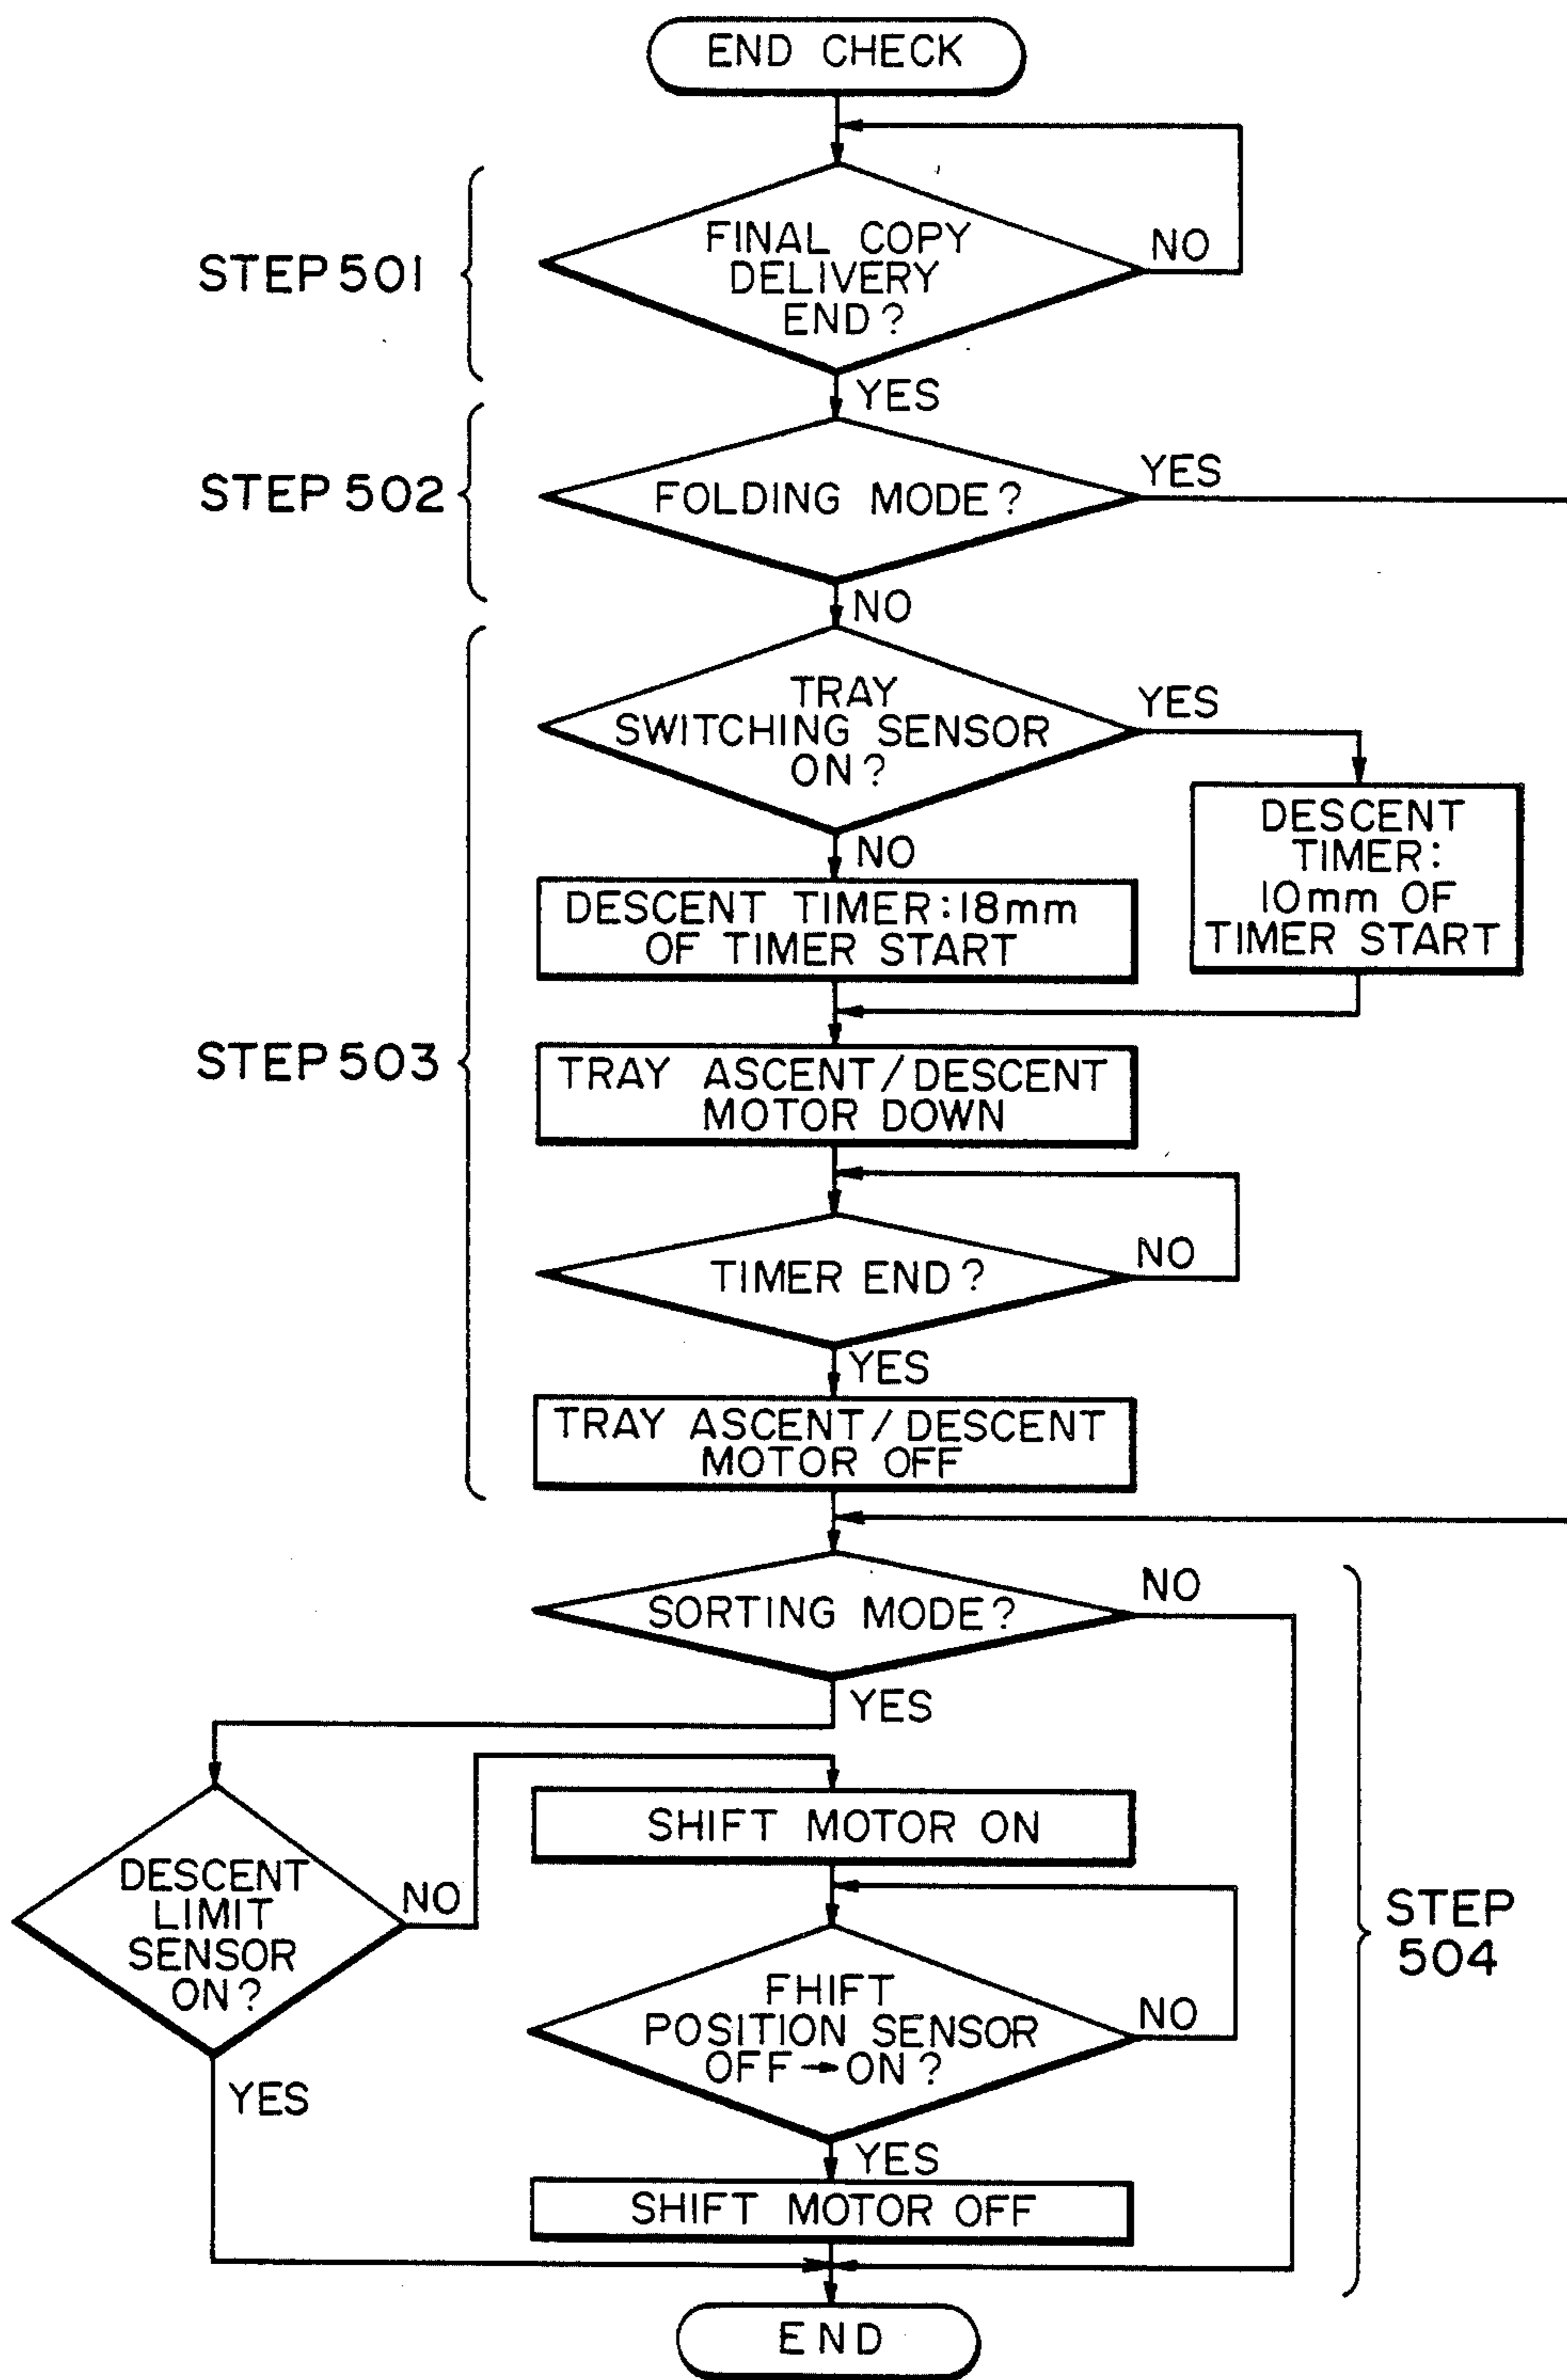 END CHECK
FINAL COPY
DELIVERY
END?
NO
STEP 501
YES
FOLDING MODE?
YES
STEP 502
NO
TRAY
SWITCHING SENSOR
ON?
YES
DESCENT
TIMER:
10mm OF
TIMER START
NO
DESCENT TIMER:18mm
OF TIMER START
STEP 503
TRAY ASCENT/DESCENT
MOTOR DOWN
TIMER END?
NO
YES
TRAY ASCENT/DESCENT
MOTOR OFF
SORTING MODE?
NO
YES
SHIFT MOTOR ON
DESCENT
LIMIT
SENSOR
ON?
NO
STEP
504
FHIFT
POSITION SENSOR
OFF→ON?
NO
YES
YES
SHIFT MOTOR OFF
END